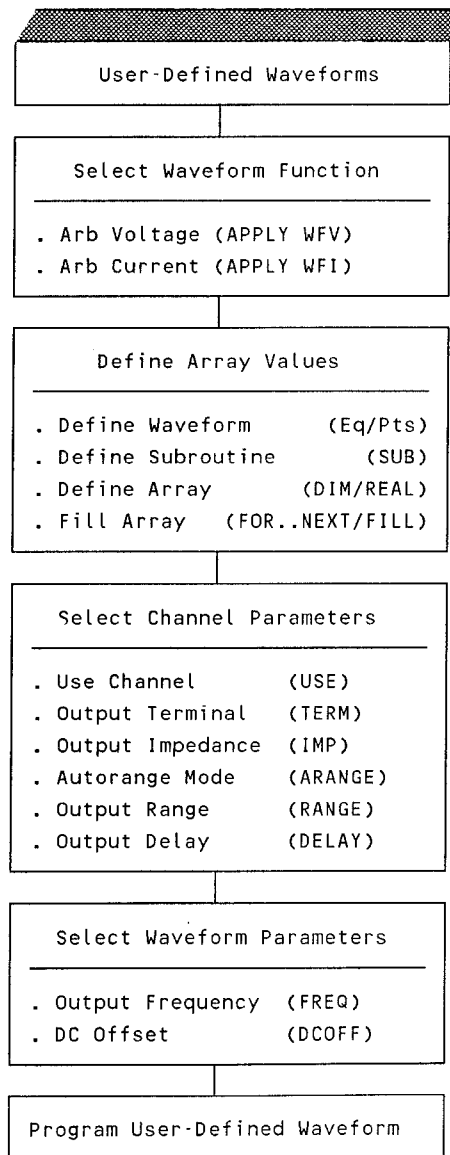 User-Defined Waveforms
Select Waveform Function
. Arb Voltage (APPLY WFV)
. Arb Current (APPLY WFI)
Define Array Values
. Define Waveform (Eq/Pts)
. Define Subroutine (SUB)
. Define Array (DIM/REAL)
. Fill Array (FOR..NEXT/FILL)
Select Channel Parameters
. Use Channel (USE)
. Output Terminal (TERM)
. Output Impedance (IMP)
. Autorange Mode (ARANGE)
. Output Range (RANGE)
. Output Delay (DELAY)
Select Waveform Parameters
. Output Frequency (FREQ)
. DC Offset (DCOFF)
Program User-Defined Waveform